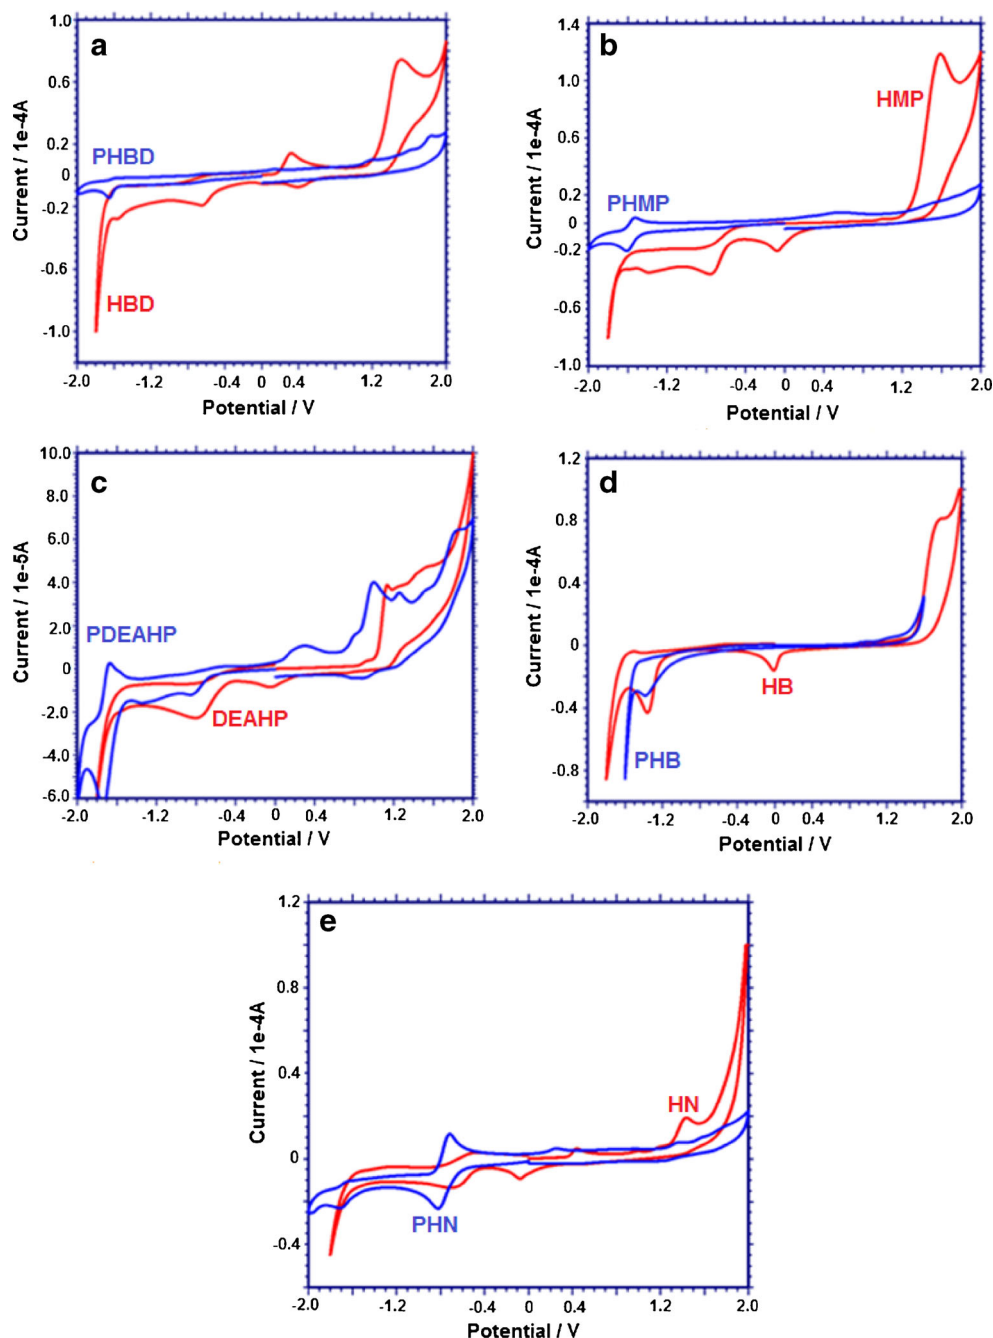 a
b
1.0
0.6
0.2
0
-0.2
-0.6
-1.0
Current / 1e-4A
PHBD
HBD
-2.0 -1.2 -0.4 0 0.4 1.2 2.0
Potential / V
1.4
1.0
0.6
0.2
0
-0.2
-0.6
-1.0
Current / 1e-4A
HMP
PHMP
-2.0 -1.2 -0.4 0 0.4 1.2 2.0
Potential / V
c
10.0
8.0
6.0
4.0
2.0
0
-2.0
-4.0
-6.0
Current / 1e-5A
PDEAHP
DEAHP
-2.0 -1.2 -0.4 0 0.4 1.2 2.0
Potential / V
d
1.2
0.8
0.4
0
-0.4
-0.8
Current / 1e-4A
HB
PHB
-2.0 -1.2 -0.4 0 0.4 1.2 2.0
Potential / V
e
1.2
0.8
0.4
0
-0.4
Current / 1e-4A
HN
PHN
-2.0 -1.2 -0.4 0 0.4 1.2 2.0
Potential / V